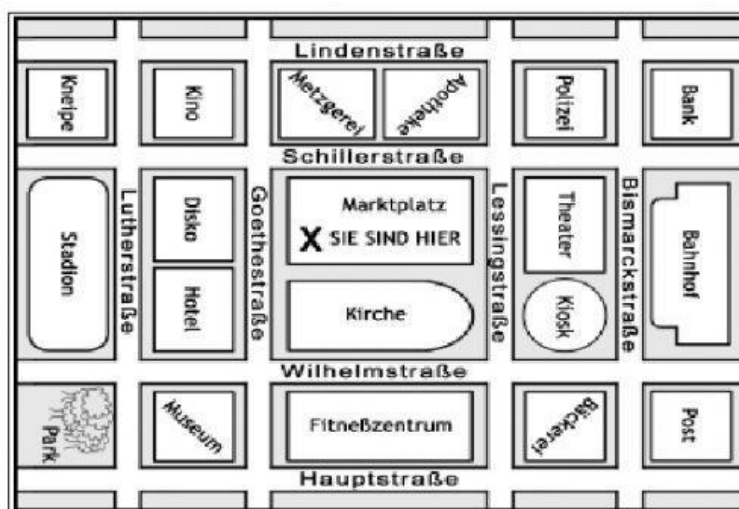 Lindenstraße
Kneipe
Kino
Metzgerei
Apotheke
Polizei
Bank
Schillerstraße
Stadion
Lutherstraße
Disko
Hotel
Goethestraße
Marktplatz
X SIE SIND HIER
Kirche
Lessingstraße
Theater
Kiosk
Bismarckstraße
Bahnhof
Wilhelmstraße
Park
Museum
Fitneßzentrum
Bäckerei
Post
Hauptstraße